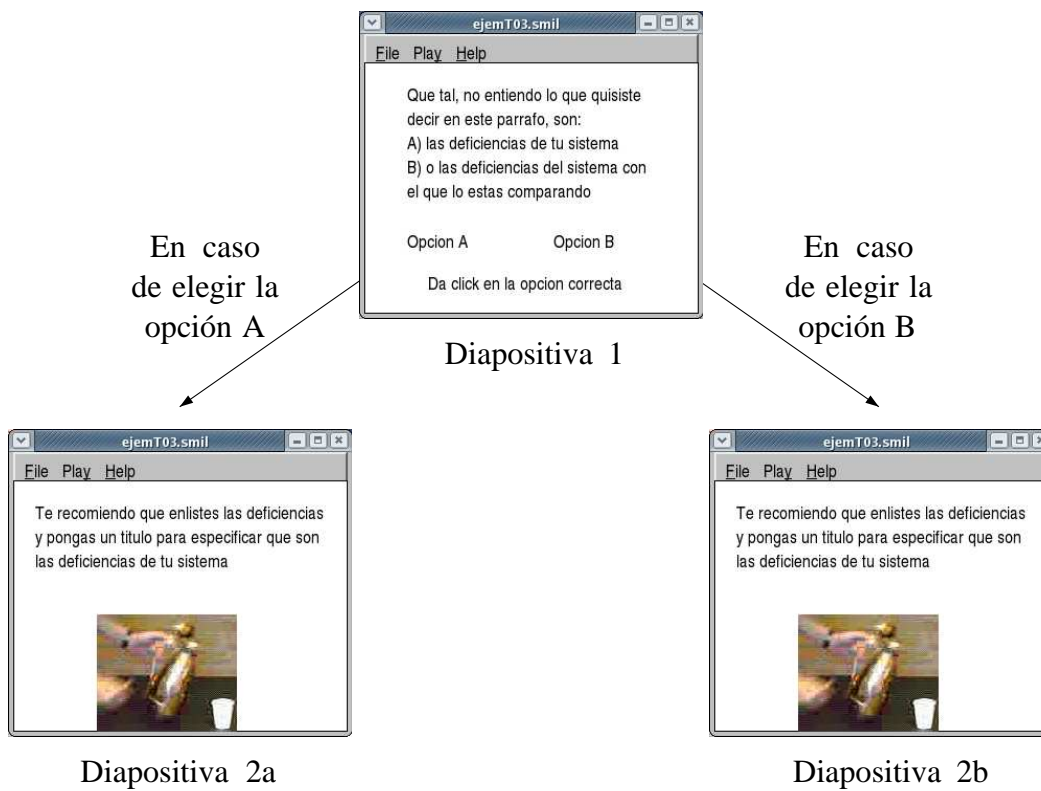 ejemT03.smil
File Play Help
Que tal, no entiendo lo que quisiste
decir en este parrafo, son:
A) las deficiencias de tu sistema
B) o las deficiencias del sistema con
el que lo estas comparando
Opcion A Opcion B
Da click en la opcion correcta
Diapositiva 1
En caso
de elegir la
opción A
En caso
de elegir la
opción B
ejemT03.smil
File Play Help
Te recomiendo que enlistes las deficiencias
y pongas un titulo para especificar que son
las deficiencias de tu sistema
Diapositiva 2a
ejemT03.smil
File Play Help
Te recomiendo que enlistes las deficiencias
y pongas un titulo para especificar que son
las deficiencias de tu sistema
Diapositiva 2b